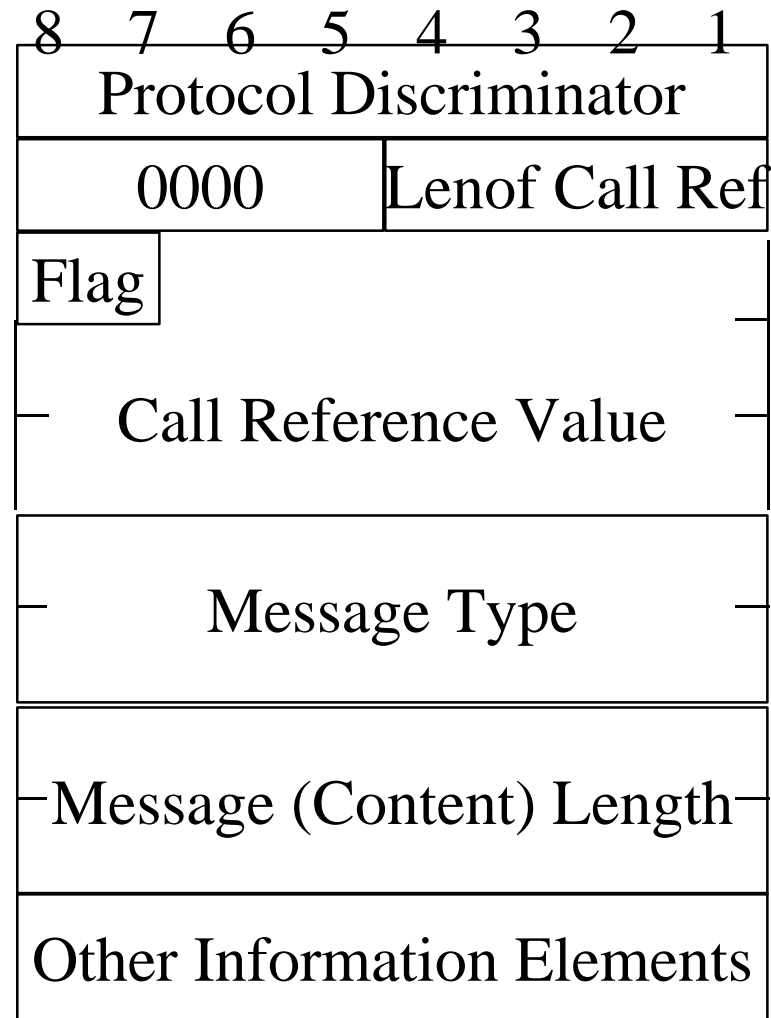 8 7 6 5 4 3 2 1
Protocol Discriminator
0000 Lenof Call Ref
Flag
Call Reference Value
Message Type
Message (Content) Length
Other Information Elements